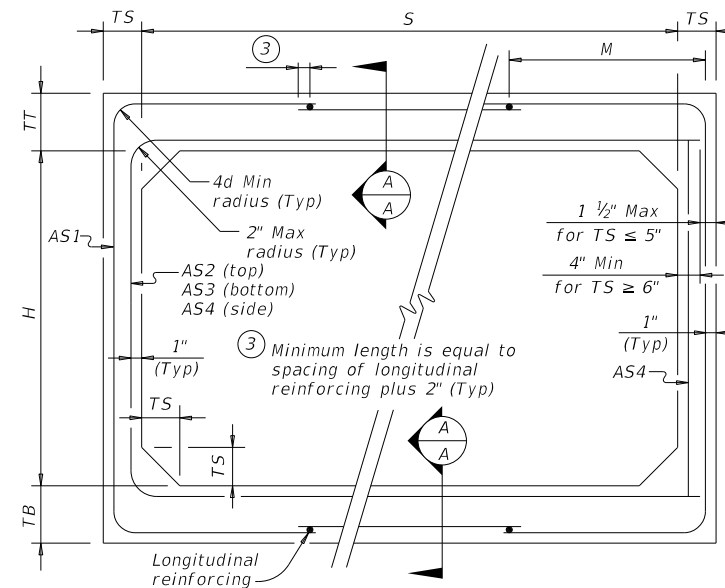 TS
S
TS
3
M
TT
A
A
4d Min
radius (Typ)
2" Max
radius (Typ)
1 ½" Max
for TS ≤ 5"
AS1
AS2 (top)
AS3 (bottom)
AS4 (side)
4" Min
for TS ≥ 6"
H
1"
(Typ)
3 Minimum length is equal to
spacing of longitudinal
reinforcing plus 2" (Typ)
1"
(Typ)
AS4
TS
TS
A
A
TB
Longitudinal
reinforcing